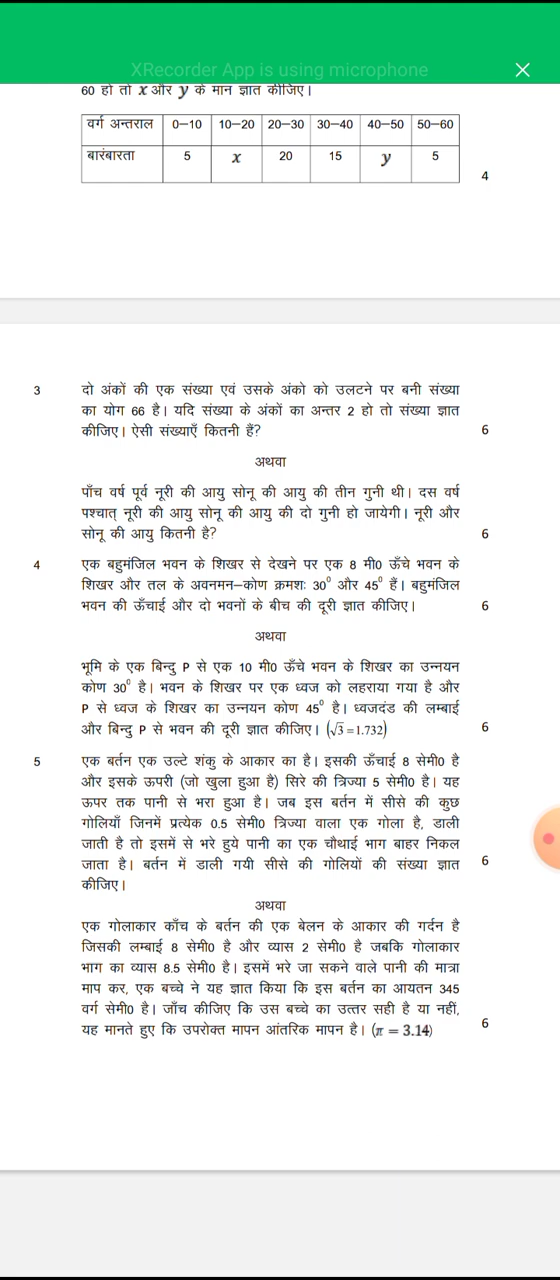 XRecorder App is using microphone
60 हो तो x और y के मान ज्ञात कीजिए।
वर्ग अन्तराल 0–10 10–20 20–30 30–40 40–50 50–60
बारंबारता 5 x 20 15 y 5
4
3 दो अंकों की एक संख्या एवं उसके अंको को उलटने पर बनी संख्या
का योग 66 है। यदि संख्या के अंकों का अन्तर 2 हो तो संख्या ज्ञात
कीजिए। ऐसी संख्याएँ कितनी हैं? 6
अथवा
पाँच वर्ष पूर्व नूरी की आयु सोनू की आयु की तीन गुनी थी। दस वर्ष
पश्चात् नूरी की आयु सोनू की आयु की दो गुनी हो जायेगी। नूरी और
सोनू की आयु कितनी है? 6
4 एक बहुमंजिल भवन के शिखर से देखने पर एक 8 मी0 ऊँचे भवन के
शिखर और तल के अवनमन–कोण क्रमशः 30⁰ और 45⁰ हैं। बहुमंजिल
भवन की ऊँचाई और दो भवनों के बीच की दूरी ज्ञात कीजिए। 6
अथवा
भूमि के एक बिन्दु P से एक 10 मी0 ऊँचे भवन के शिखर का उन्नयन
कोण 30⁰ है। भवन के शिखर पर एक ध्वज को लहराया गया है और
P से ध्वज के शिखर का उन्नयन कोण 45⁰ है। ध्वजदंड की लम्बाई
और बिन्दु P से भवन की दूरी ज्ञात कीजिए। (√3 =1.732) 6
5 एक बर्तन एक उल्टे शंकु के आकार का है। इसकी ऊँचाई 8 सेमी0 है
और इसके ऊपरी (जो खुला हुआ है) सिरे की त्रिज्या 5 सेमी0 है। यह
ऊपर तक पानी से भरा हुआ है। जब इस बर्तन में सीसे की कुछ
गोलियाँ जिनमें प्रत्येक 0.5 सेमी0 त्रिज्या वाला एक गोला है, डाली
जाती है तो इसमें से भरे हुये पानी का एक चौथाई भाग बाहर निकल
जाता है। बर्तन में डाली गयी सीसे की गोलियों की संख्या ज्ञात 6
कीजिए।
अथवा
एक गोलाकार काँच के बर्तन की एक बेलन के आकार की गर्दन है
जिसकी लम्बाई 8 सेमी0 है और व्यास 2 सेमी0 है जबकि गोलाकार
भाग का व्यास 8.5 सेमी0 है। इसमें भरे जा सकने वाले पानी की मात्रा
माप कर, एक बच्चे ने यह ज्ञात किया कि इस बर्तन का आयतन 345
वर्ग सेमी0 है। जाँच कीजिए कि उस बच्चे का उत्तर सही है या नहीं,
यह मानते हुए कि उपरोक्त मापन आंतरिक मापन है। (π = 3.14) 6